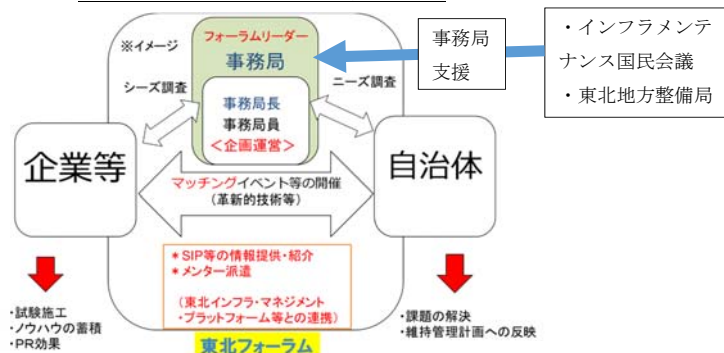 ※イメージ
フォーラムリーダー
事務局
シーズ調査
ニーズ調査
事務局長
事務局員
<企画運営>
事務局
支援
・インフラメンテ
ナンス国民会議
・東北地方整備局
企業等
自治体
マッチングイベント等の開催
(革新的技術等)
＊SIP等の情報提供・紹介
＊メンター派遣
(東北インフラ・マネジメント
・プラットフォーム等との連携)
東北フォーラム
・試験施工
・ノウハウの蓄積
・PR効果
・課題の解決
・維持管理計画への反映